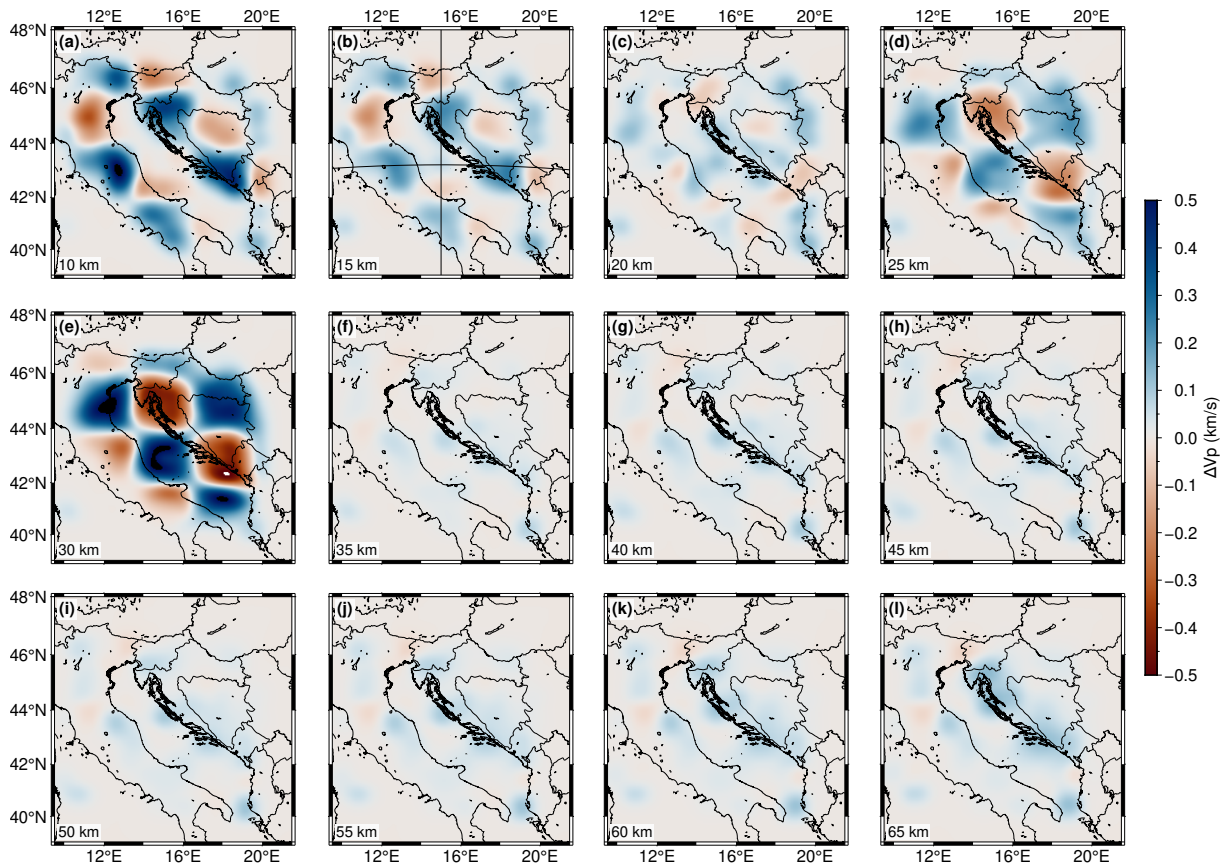 12°E 16°E 20°E 12°E 16°E 20°E 12°E 16°E 20°E 12°E 16°E 20°E
48°N (a) (b) (c) (d)
46°N
44°N
42°N
40°N
10 km 15 km 20 km 25 km
48°N (e) (f) (g) (h)
46°N
44°N
42°N
40°N
30 km 35 km 40 km 45 km
48°N (i) (j) (k) (l)
46°N
44°N
42°N
40°N
50 km 55 km 60 km 65 km
12°E 16°E 20°E 12°E 16°E 20°E 12°E 16°E 20°E 12°E 16°E 20°E
0.5
0.4
0.3
0.2
0.1
0.0
−0.1
−0.2
−0.3
−0.4
−0.5
ΔVp (km/s)